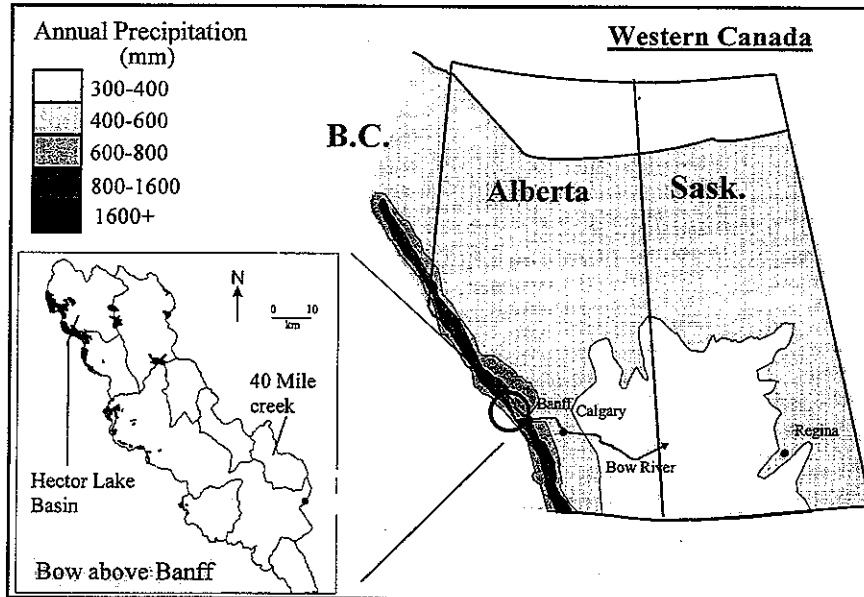 Annual Precipitation
(mm)
300-400
400-600
600-800
800-1600
1600+
Western Canada
B.C.
Alberta
Sask.
Banff
Calgary
Bow River
Regina
N
0 10
km
40 Mile
creek
Hector Lake
Basin
Bow above Banff